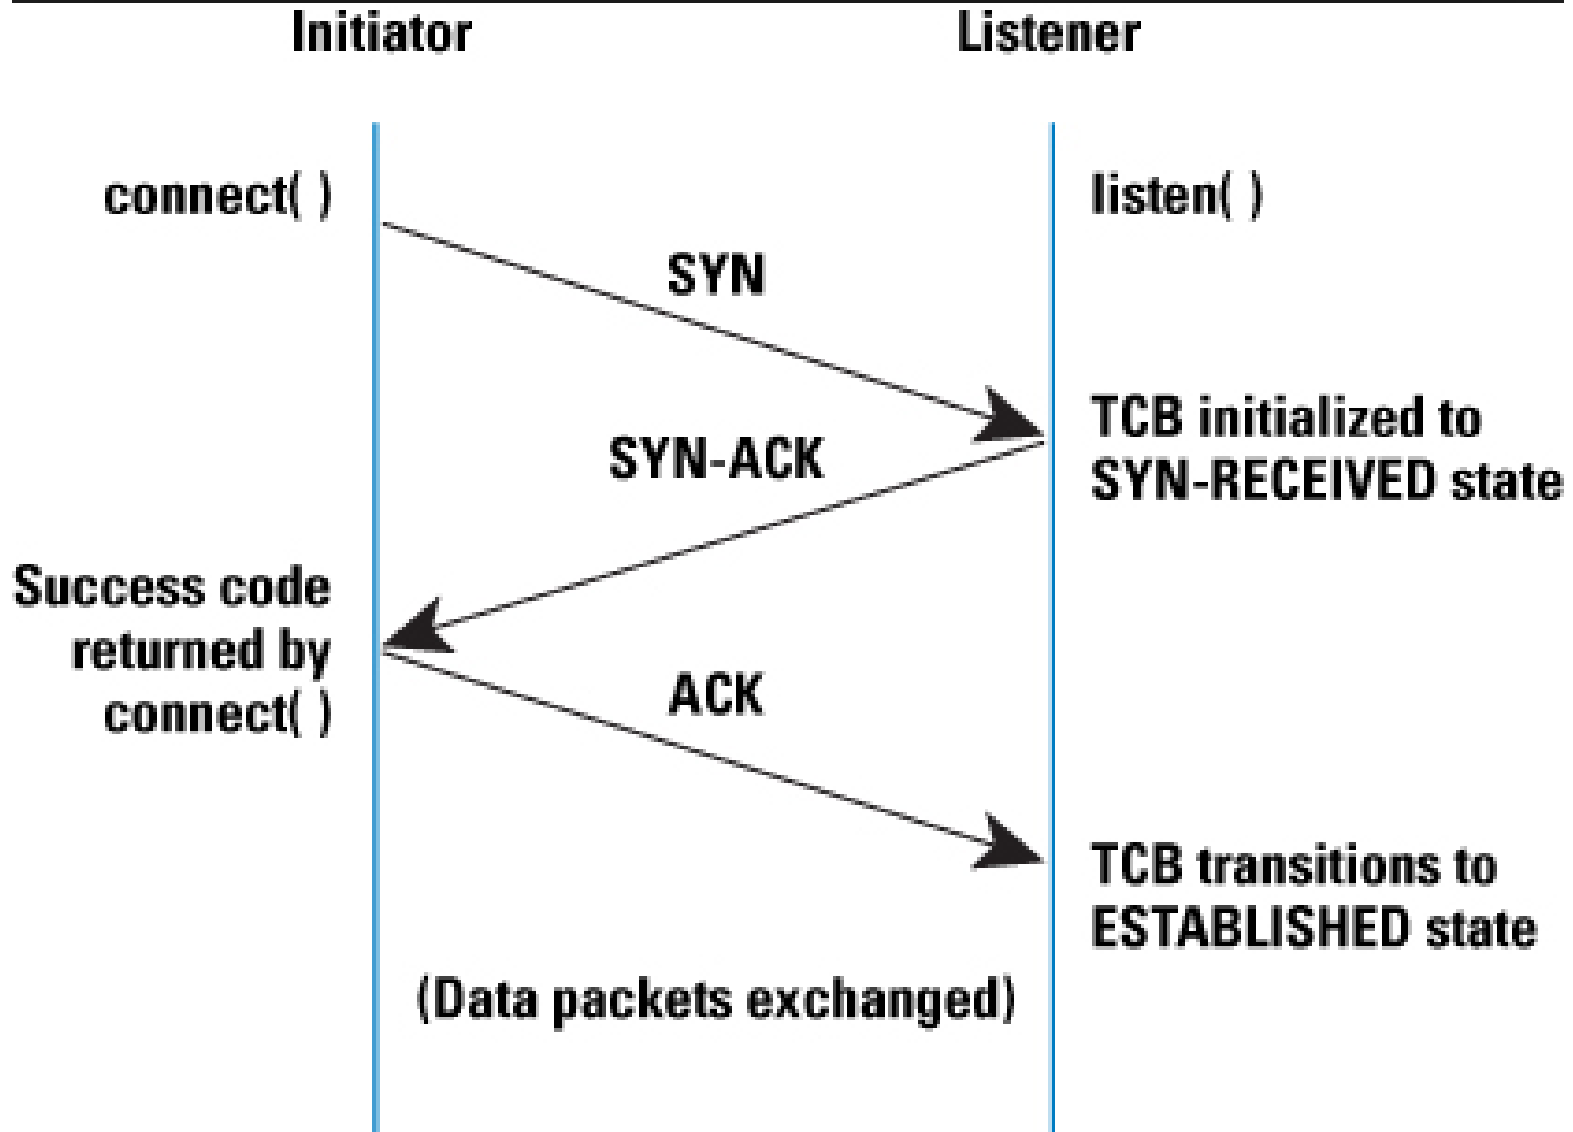 Initiator
Listener
connect( )
listen( )
SYN
TCB initialized to
SYN-RECEIVED state
SYN-ACK
Success code
returned by
connect( )
ACK
TCB transitions to
ESTABLISHED state
(Data packets exchanged)